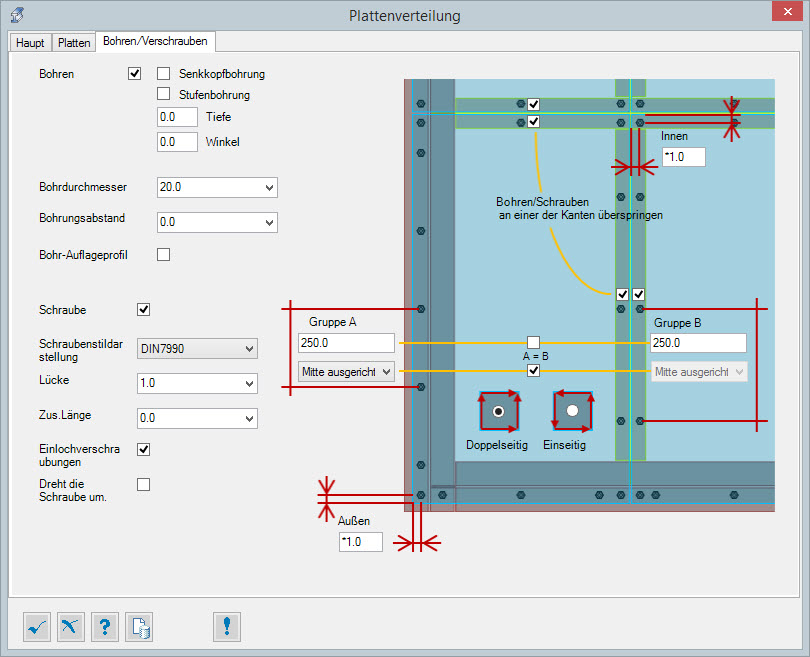 Plattenverteilung
Haupt
Platten
Bohren/Verschrauben
Bohren
Senkkopfbohrung
Stufenbohrung
0.0
Tiefe
0.0
Winkel
Bohrdurchmesser
20.0
Bohrungsabstand
0.0
Bohr-Auflageprofil
Schraube
Schraubenstildar
stellung
DIN7990
Lücke
1.0
Zus.Länge
0.0
Einlochverschra
ubungen
Dreht die
Schraube um.
Innen
*1.0
Bohren/Schrauben
an einer der Kanten überspringen
Gruppe A
250.0
Mitte ausgericht
A = B
Gruppe B
250.0
Mitte ausgericht
Doppelseitig
Einseitig
Außen
*1.0